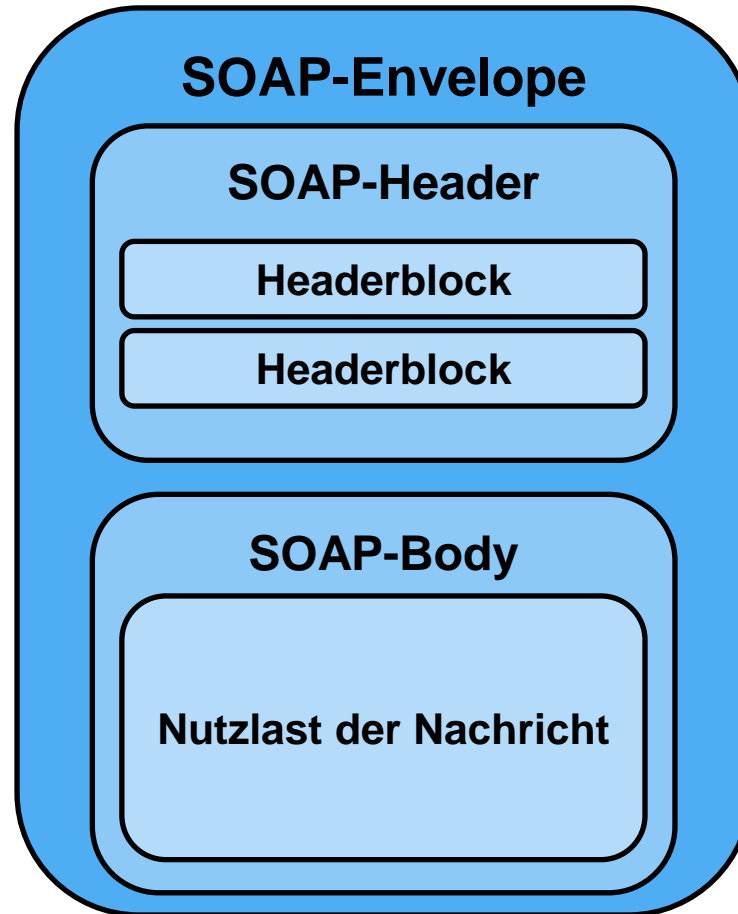 SOAP-Envelope
SOAP-Header
Headerblock
Headerblock
SOAP-Body
Nutzlast der Nachricht